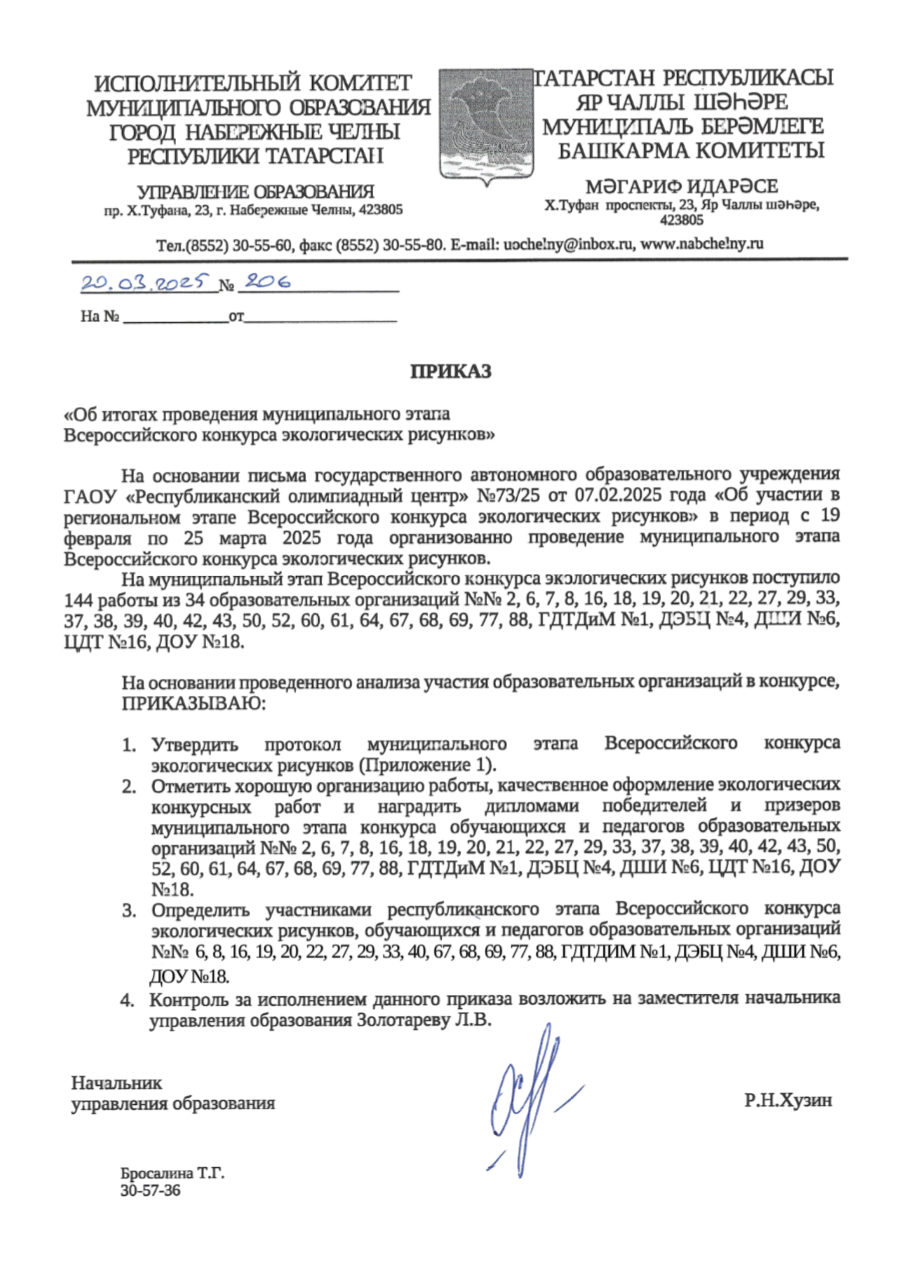 ИСПОЛНИТЕЛЬНЫЙ КОМИТЕТ
МУНИЦИПАЛЬНОГО ОБРАЗОВАНИЯ
ГОРОД НАБЕРЕЖНЫЕ ЧЕЛНЫ
РЕСПУБЛИКИ ТАТАРСТАН
УПРАВЛЕНИЕ ОБРАЗОВАНИЯ
пр. Х.Туфана, 23, г. Набережные Челны, 423805
ТАТАРСТАН РЕСПУБЛИКАСЫ
ЯР ЧАЛЛЫ ШӘҺӘРЕ
МУНИЦИПАЛЬ БЕРӘМЛЕГЕ
БАШКАРМА КОМИТЕТЫ
МӘГАРИФ ИДАРӘСЕ
Х.Туфан проспекты, 23, Яр Чаллы шәһәре,
423805
Тел.(8552) 30-55-60, факс (8552) 30-55-80. E-mail: uochelny@inbox.ru, www.nabchelny.ru
20.03.2025 № 206
На № ____________от_________________
ПРИКАЗ
«Об итогах проведения муниципального этапа
Всероссийского конкурса экологических рисунков»
На основании письма государственного автономного образовательного учреждения
ГАОУ «Республиканский олимпиадный центр» №73/25 от 07.02.2025 года «Об участии в
региональном этапе Всероссийского конкурса экологических рисунков» в период с 19
февраля по 25 марта 2025 года организованно проведение муниципального этапа
Всероссийского конкурса экологических рисунков.
На муниципальный этап Всероссийского конкурса экологических рисунков поступило
144 работы из 34 образовательных организаций №№ 2, 6, 7, 8, 16, 18, 19, 20, 21, 22, 27, 29, 33,
37, 38, 39, 40, 42, 43, 50, 52, 60, 61, 64, 67, 68, 69, 77, 88, ГДТДиМ №1, ДЭБЦ №4, ДШИ №6,
ЦДТ №16, ДОУ №18.
На основании проведенного анализа участия образовательных организаций в конкурсе,
ПРИКАЗЫВАЮ:
1. Утвердить протокол муниципального этапа Всероссийского конкурса
экологических рисунков (Приложение 1).
2. Отметить хорошую организацию работы, качественное оформление экологических
конкурсных работ и наградить дипломами победителей и призеров
муниципального этапа конкурса обучающихся и педагогов образовательных
организаций №№ 2, 6, 7, 8, 16, 18, 19, 20, 21, 22, 27, 29, 33, 37, 38, 39, 40, 42, 43, 50,
52, 60, 61, 64, 67, 68, 69, 77, 88, ГДТДиМ №1, ДЭБЦ №4, ДШИ №6, ЦДТ №16, ДОУ
№18.
3. Определить участниками республиканского этапа Всероссийского конкурса
экологических рисунков, обучающихся и педагогов образовательных организаций
№№ 6, 8, 16, 19, 20, 22, 27, 29, 33, 40, 67, 68, 69, 77, 88, ГДТДИМ №1, ДЭБЦ №4, ДШИ №6,
ДОУ №18.
4. Контроль за исполнением данного приказа возложить на заместителя начальника
управления образования Золотареву Л.В.
Начальник
управления образования
Р.Н.Хузин
Бросалина Т.Г.
30-57-36